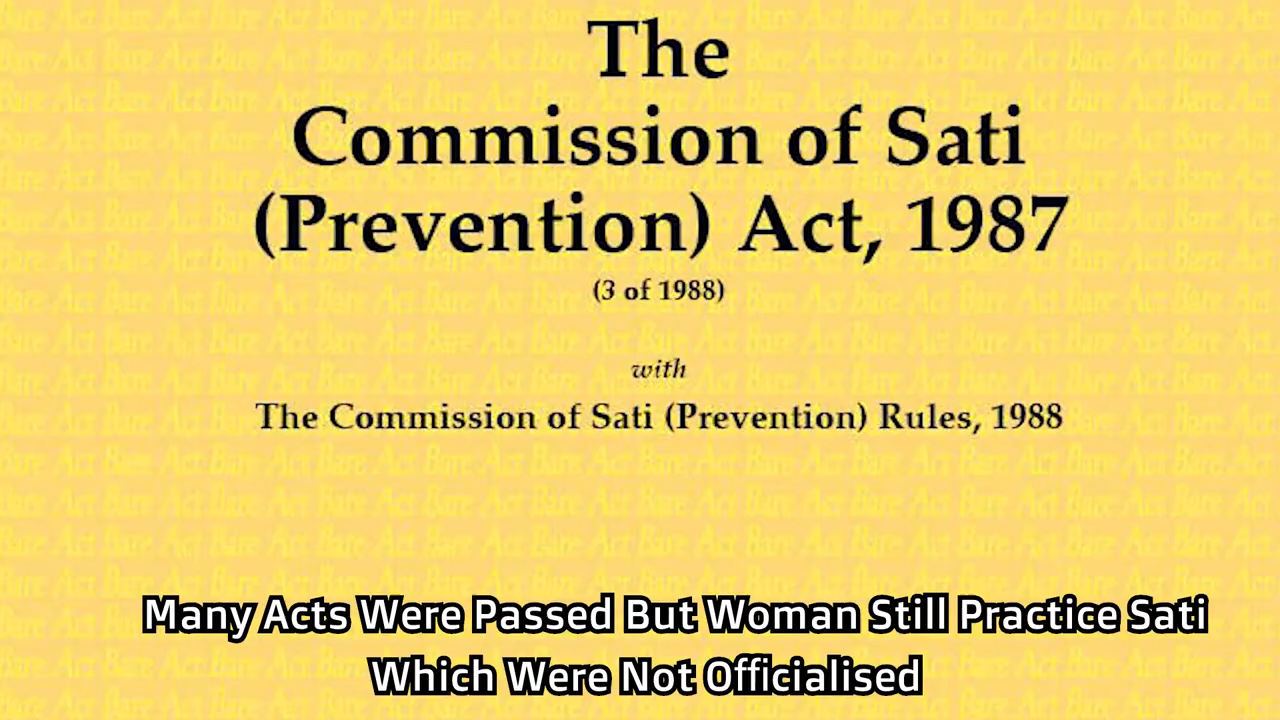 The
Commission of Sati
(Prevention) Act, 1987
(3 of 1988)
with
The Commission of Sati (Prevention) Rules, 1988
Many Acts Were Passed But Woman Still Practice Sati
Which Were Not Officialised